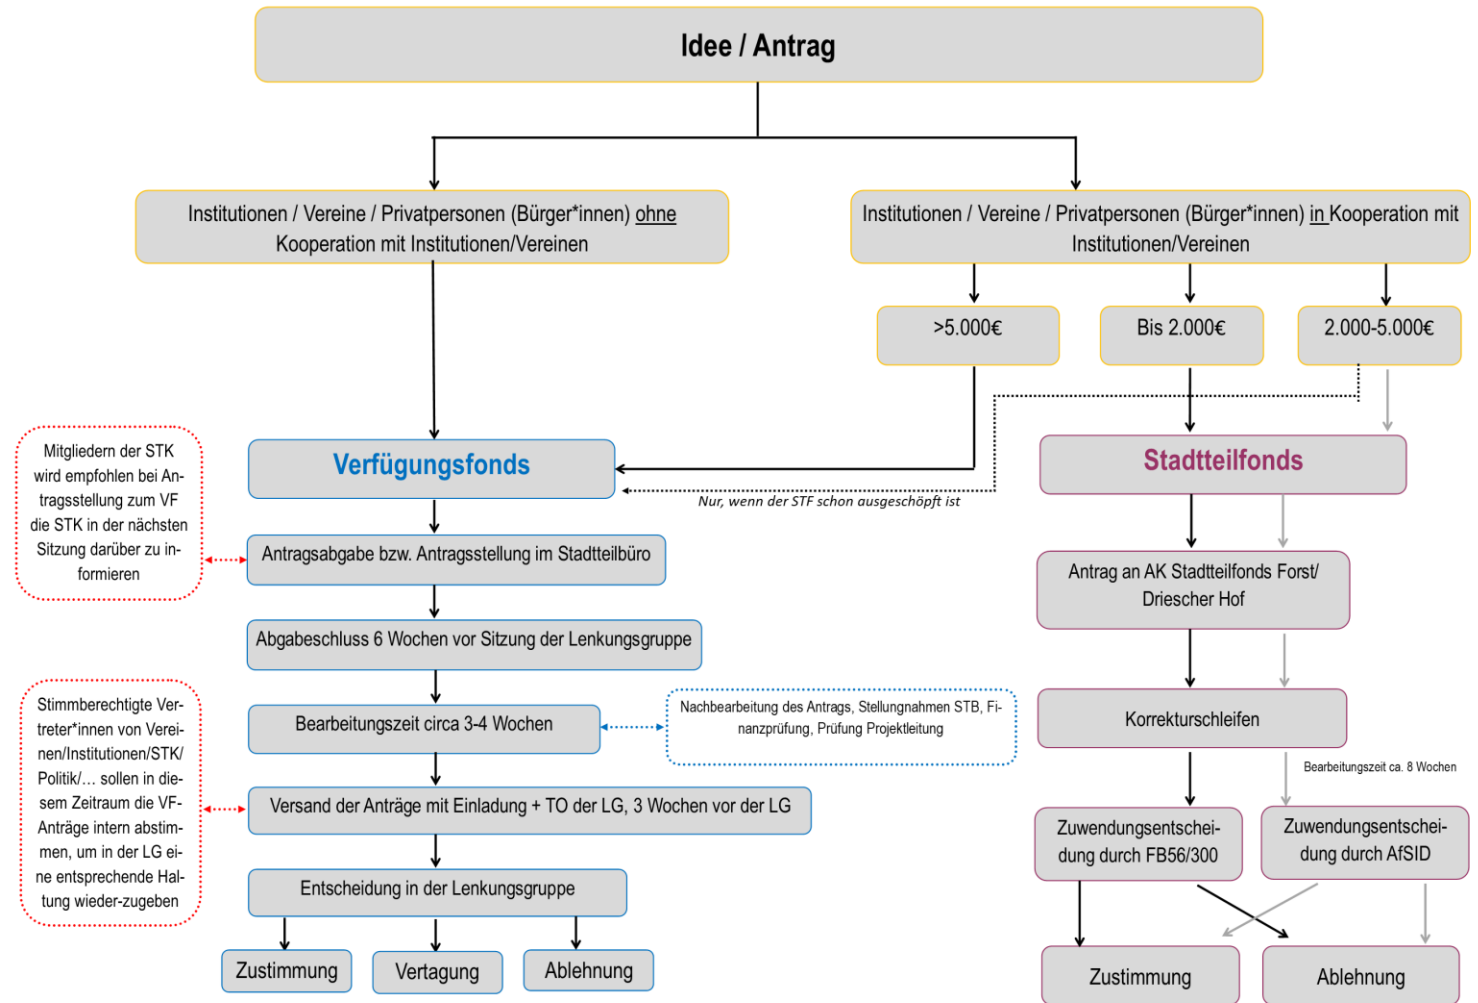 Idee / Antrag
Institutionen / Vereine / Privatpersonen (Bürger*innen) ohne
Kooperation mit Institutionen/Vereinen
Institutionen / Vereine / Privatpersonen (Bürger*innen) in Kooperation mit
Institutionen/Vereinen
>5.000€
Bis 2.000€
2.000-5.000€
Mitgliedern der STK
wird empfohlen bei An-
tragsstellung zum VF
die STK in der nächsten
Sitzung darüber zu in-
formieren
Verfügungsfonds
Nur, wenn der STF schon ausgeschöpft ist
Stadtteilfonds
Antragsabgabe bzw. Antragsstellung im Stadtteilbüro
Antrag an AK Stadtteilfonds Forst/
Driescher Hof
Abgabeschluss 6 Wochen vor Sitzung der Lenkungsgruppe
Stimmberechtigte Ver-
treter*innen von Verei-
nen/Institutionen/STK/
Politik/... sollen in die-
sem Zeitraum die VF-
Anträge intern abstim-
men, um in der LG ei-
ne entsprechende Hal-
tung wieder-zugeben
Bearbeitungszeit circa 3-4 Wochen
Nachbearbeitung des Antrags, Stellungnahmen STB, Fi-
nanzprüfung, Prüfung Projektleitung
Korrekturschleifen
Bearbeitungszeit ca. 8 Wochen
Versand der Anträge mit Einladung + TO der LG, 3 Wochen vor der LG
Zuwendungsentschei-
dung durch FB56/300
Zuwendungsentschei-
dung durch AfSID
Entscheidung in der Lenkungsgruppe
Zustimmung
Vertagung
Ablehnung
Zustimmung
Ablehnung